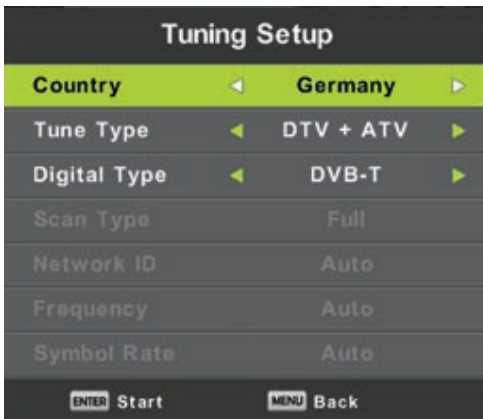 Tuning Setup
Country Germany
Tune Type DTV + ATV
Digital Type DVB-T
Scan Type Full
Network ID Auto
Frequency Auto
Symbol Rate Auto
ENTER Start MENU Back